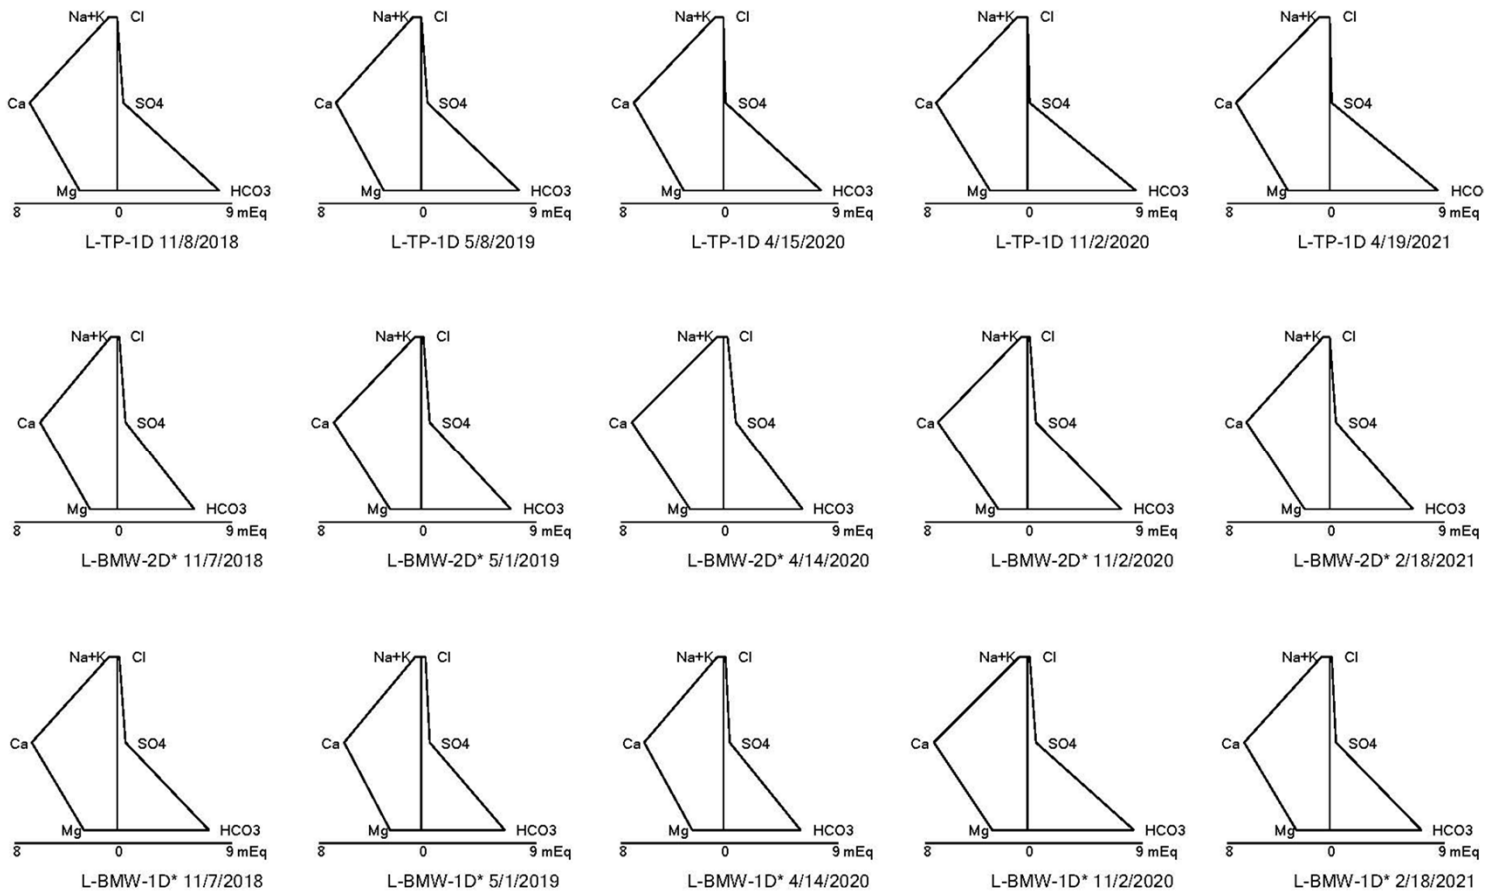 Na+K Cl Na+K Cl Na+K Cl Na+K Cl Na+K Cl
Ca SO4 Ca SO4 Ca SO4 Ca SO4 Ca SO4
Mg HCO3 Mg HCO3 Mg HCO3 Mg HCO3 Mg HCO
8 0 9 mEq 8 0 9 mEq 8 0 9 mEq 8 0 9 mEq 8 0 9 mEq
L-TP-1D 11/8/2018 L-TP-1D 5/8/2019 L-TP-1D 4/15/2020 L-TP-1D 11/2/2020 L-TP-1D 4/19/2021
Na+K Cl Na+K Cl Na+K Cl Na+K Cl Na+K Cl
Ca SO4 Ca SO4 Ca SO4 Ca SO4 Ca SO4
Mg HCO3 Mg HCO3 Mg HCO3 Mg HCO3 Mg HCO3
8 0 9 mEq 8 0 9 mEq 8 0 9 mEq 8 0 9 mEq 8 0 9 mEq
L-BMW-2D* 11/7/2018 L-BMW-2D* 5/1/2019 L-BMW-2D* 4/14/2020 L-BMW-2D* 11/2/2020 L-BMW-2D* 2/18/2021
Na+K Cl Na+K Cl Na+K Cl Na+K Cl Na+K Cl
Ca SO4 Ca SO4 Ca SO4 Ca SO4 Ca SO4
Mg HCO3 Mg HCO3 Mg HCO3 Mg HCO3 Mg HCO3
8 0 9 mEq 8 0 9 mEq 8 0 9 mEq 8 0 9 mEq 8 0 9 mEq
L-BMW-1D* 11/7/2018 L-BMW-1D* 5/1/2019 L-BMW-1D* 4/14/2020 L-BMW-1D* 11/2/2020 L-BMW-1D* 2/18/2021